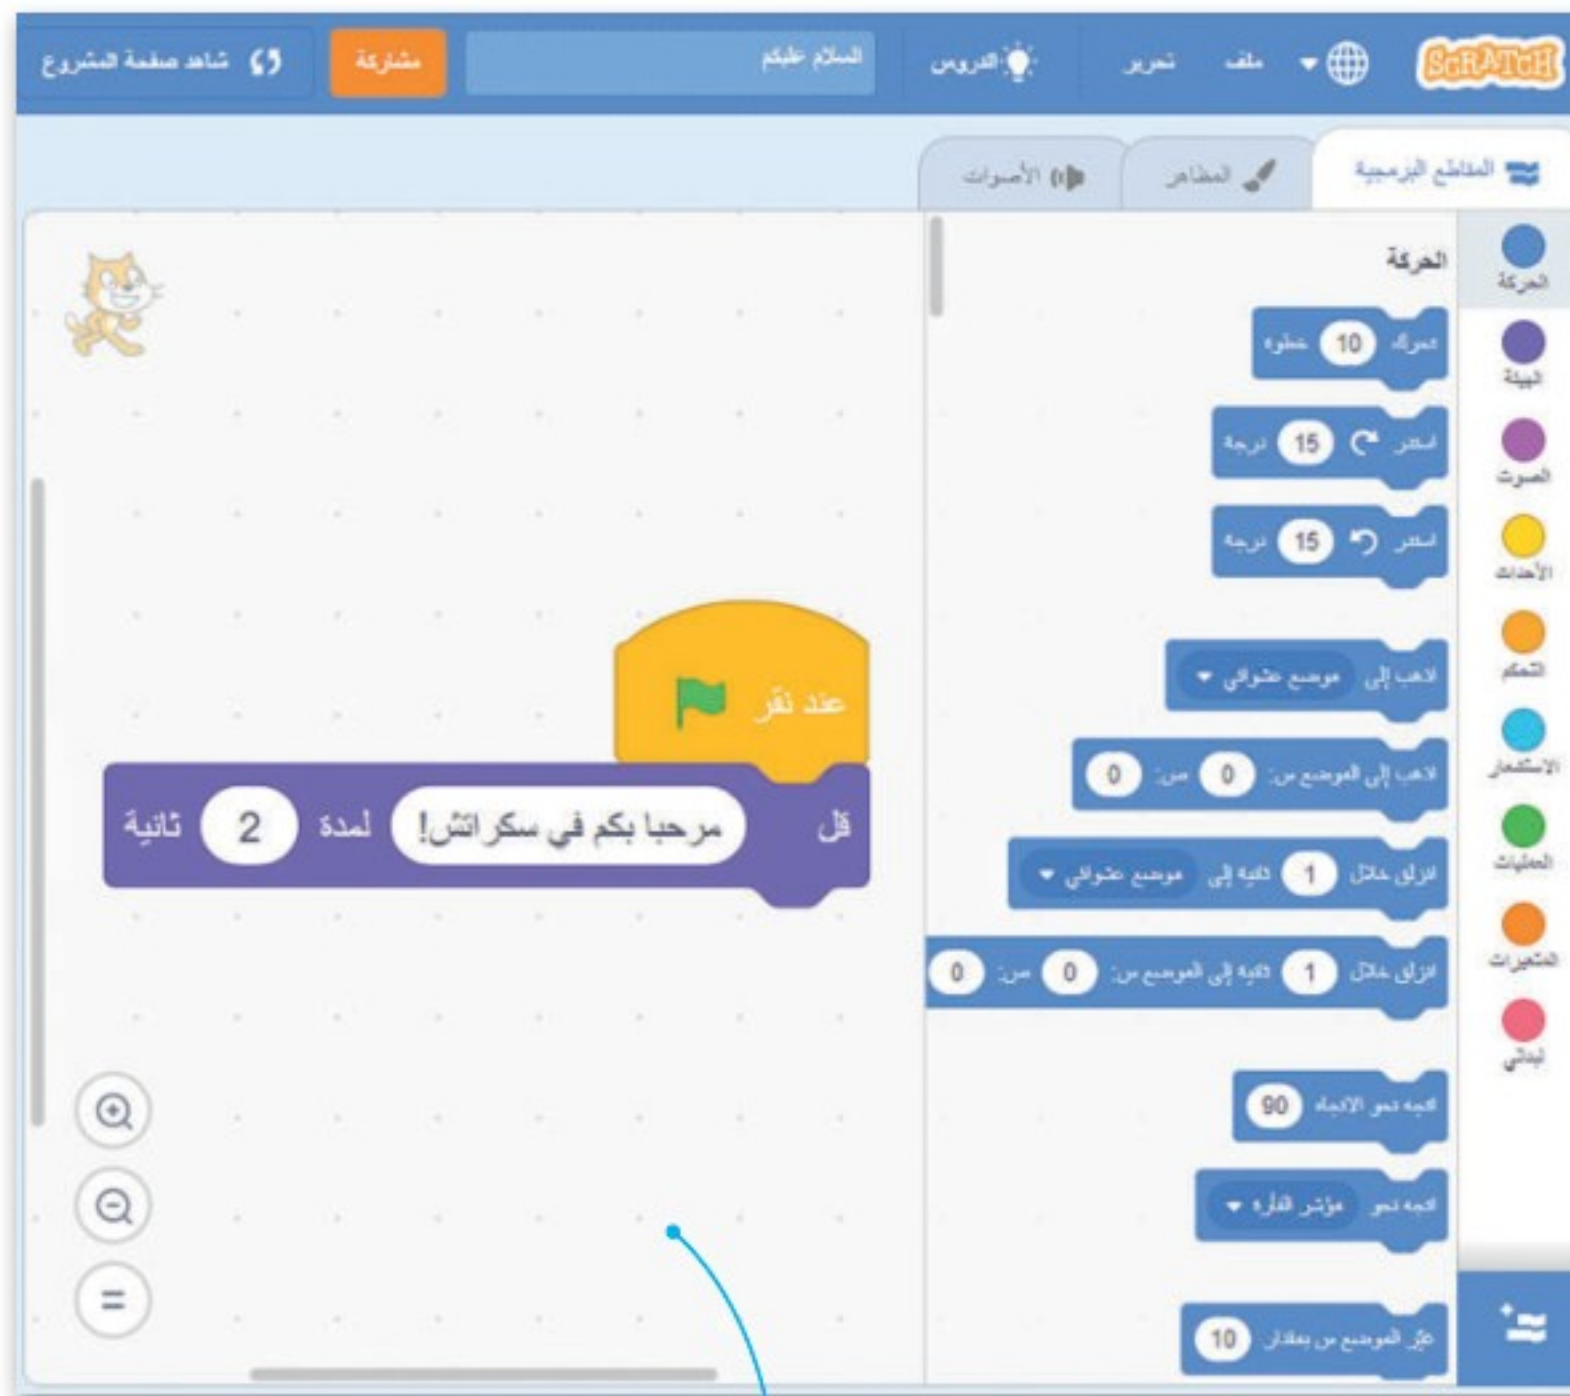 SCRATCH ملف تحرير الدروس السلام عليكم مشاركة شاهد صفحة المشروع
المقاطع البرمجية المظاهر الأصوات
الحركة
الهيئة
الصوت
الأحداث
التحكم
الاستشعار
العمليات
المتغيرات
لبناتي
الحركة
تحرك 10 خطوة
استدر 15 درجة
استدر 15 درجة
اذهب إلى موضع عشوائي
اذهب إلى الموضع س: 0 ص: 0
انزلق خلال 1 ثانية إلى موضع عشوائي
انزلق خلال 1 ثانية إلى الموضع س: 0 ص: 0
اتجه نحو الاتجاه 90
اتجه نحو مؤشر الفأرة
غيّر الموضع س بمقدار 10
عند نقر
قل مرحبا بكم في سكراتش! لمدة 2 ثانية